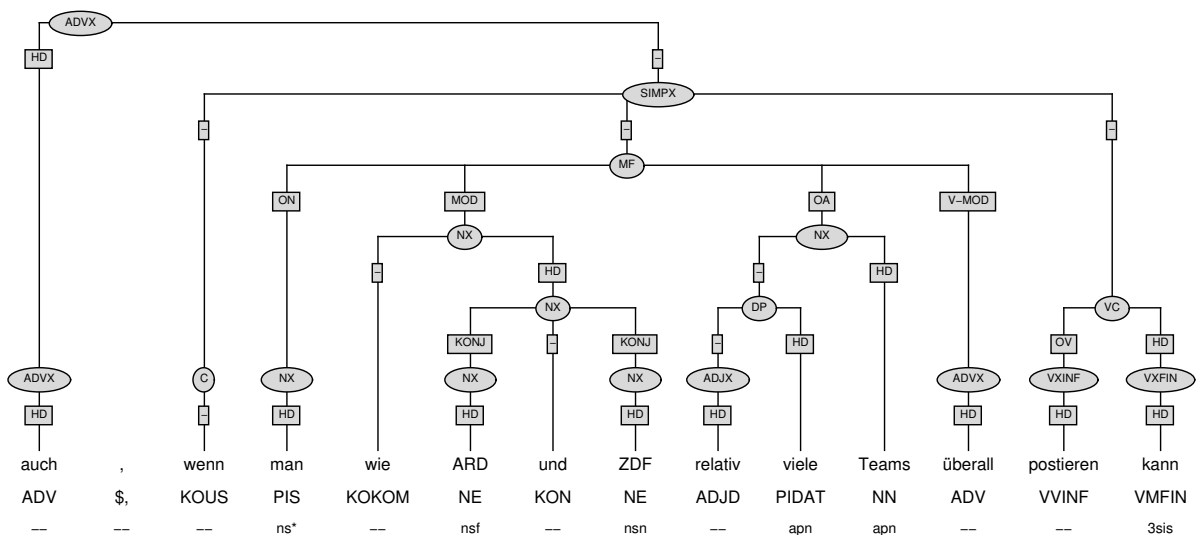 ADVX
HD –
SIMPX
– – –
MF
ON MOD OA V–MOD
NX NX
– HD – HD
NX DP VC
KONJ – KONJ – HD OV HD
ADVX C NX NX NX ADJX ADVX VXINF VXFIN
HD – HD HD HD HD HD HD HD
auch , wenn man wie ARD und ZDF relativ viele Teams überall postieren kann
ADV $, KOUS PIS KOKOM NE KON NE ADJD PIDAT NN ADV VVINF VMFIN
–– –– –– ns* –– nsf –– nsn –– apn apn –– –– 3sis